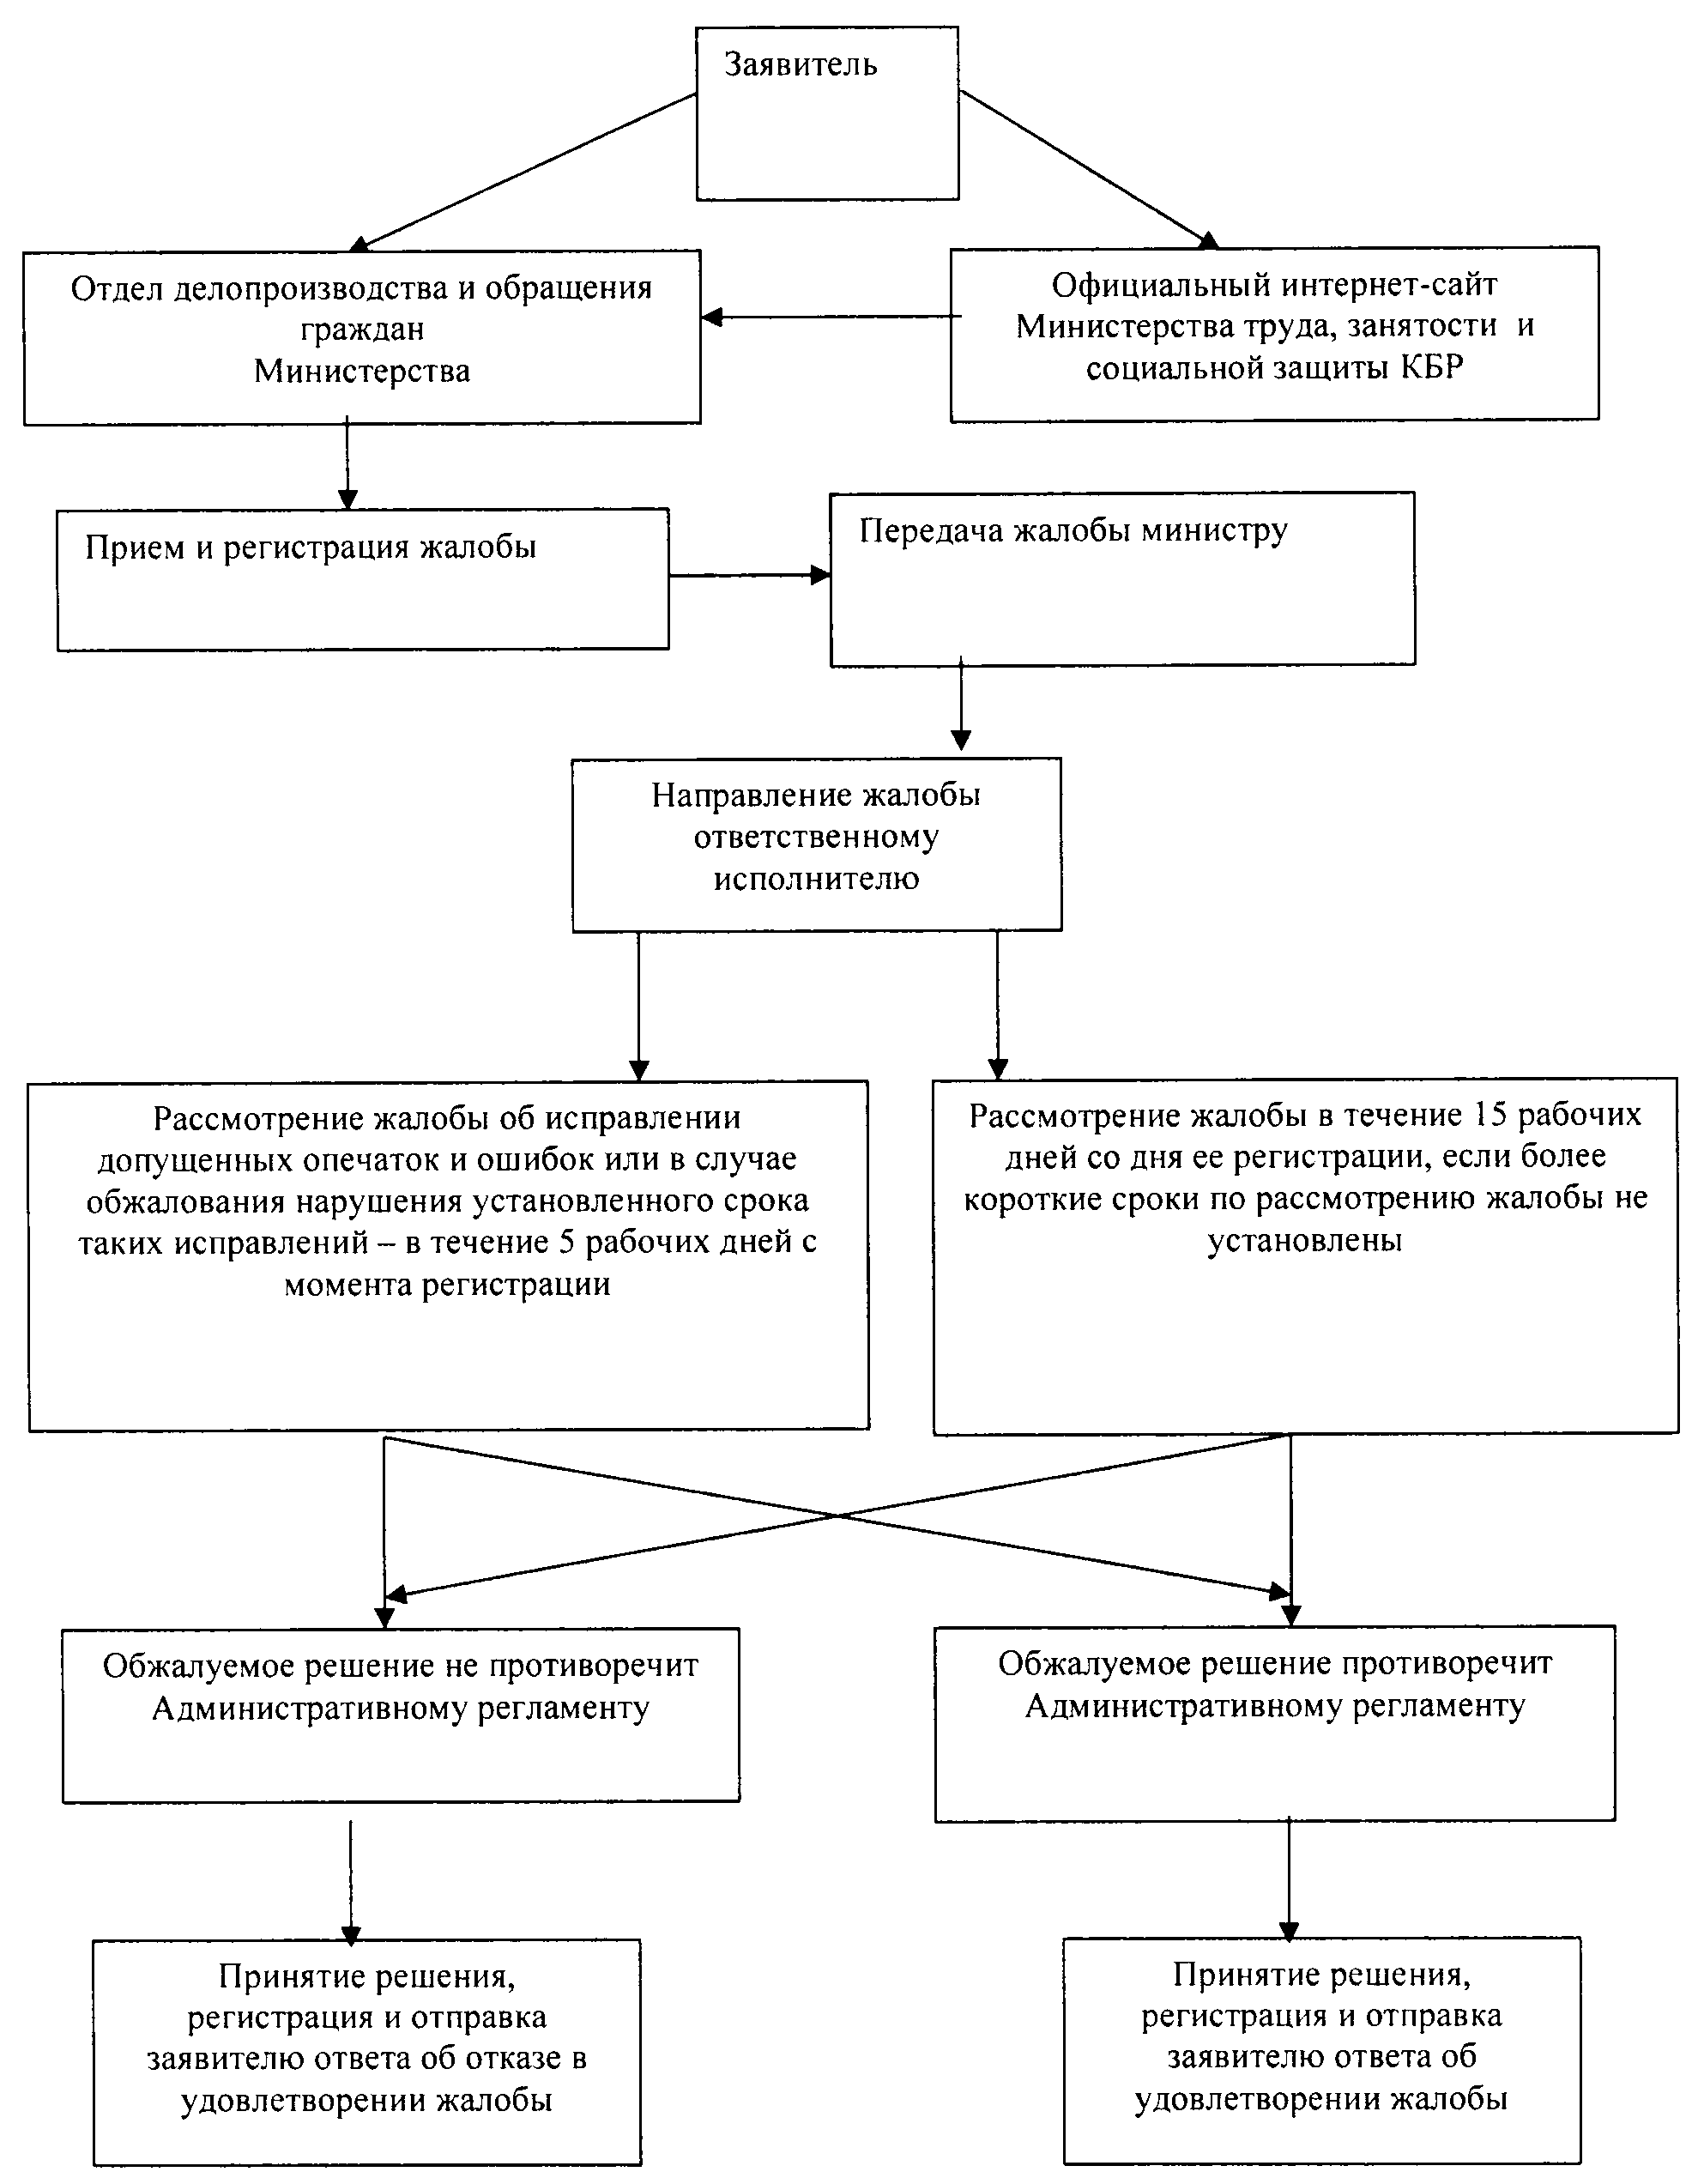 Заявитель
Отдел делопроизводства и обращения
граждан
Министерства
Официальный интернет-сайт
Министерства труда, занятости и
социальной защиты КБР
Прием и регистрация жалобы
Передача жалобы министру
Направление жалобы
ответственному
исполнителю
Рассмотрение жалобы об исправлении
допущенных опечаток и ошибок или в случае
обжалования нарушения установленного срока
таких исправлений – в течение 5 рабочих дней с
момента регистрации
Рассмотрение жалобы в течение 15 рабочих
дней со дня ее регистрации, если более
короткие сроки по рассмотрению жалобы не
установлены
Обжалуемое решение не противоречит
Административному регламенту
Обжалуемое решение противоречит
Административному регламенту
Принятие решения,
регистрация и отправка
заявителю ответа об отказе в
удовлетворении жалобы
Принятие решения,
регистрация и отправка
заявителю ответа об
удовлетворении жалобы